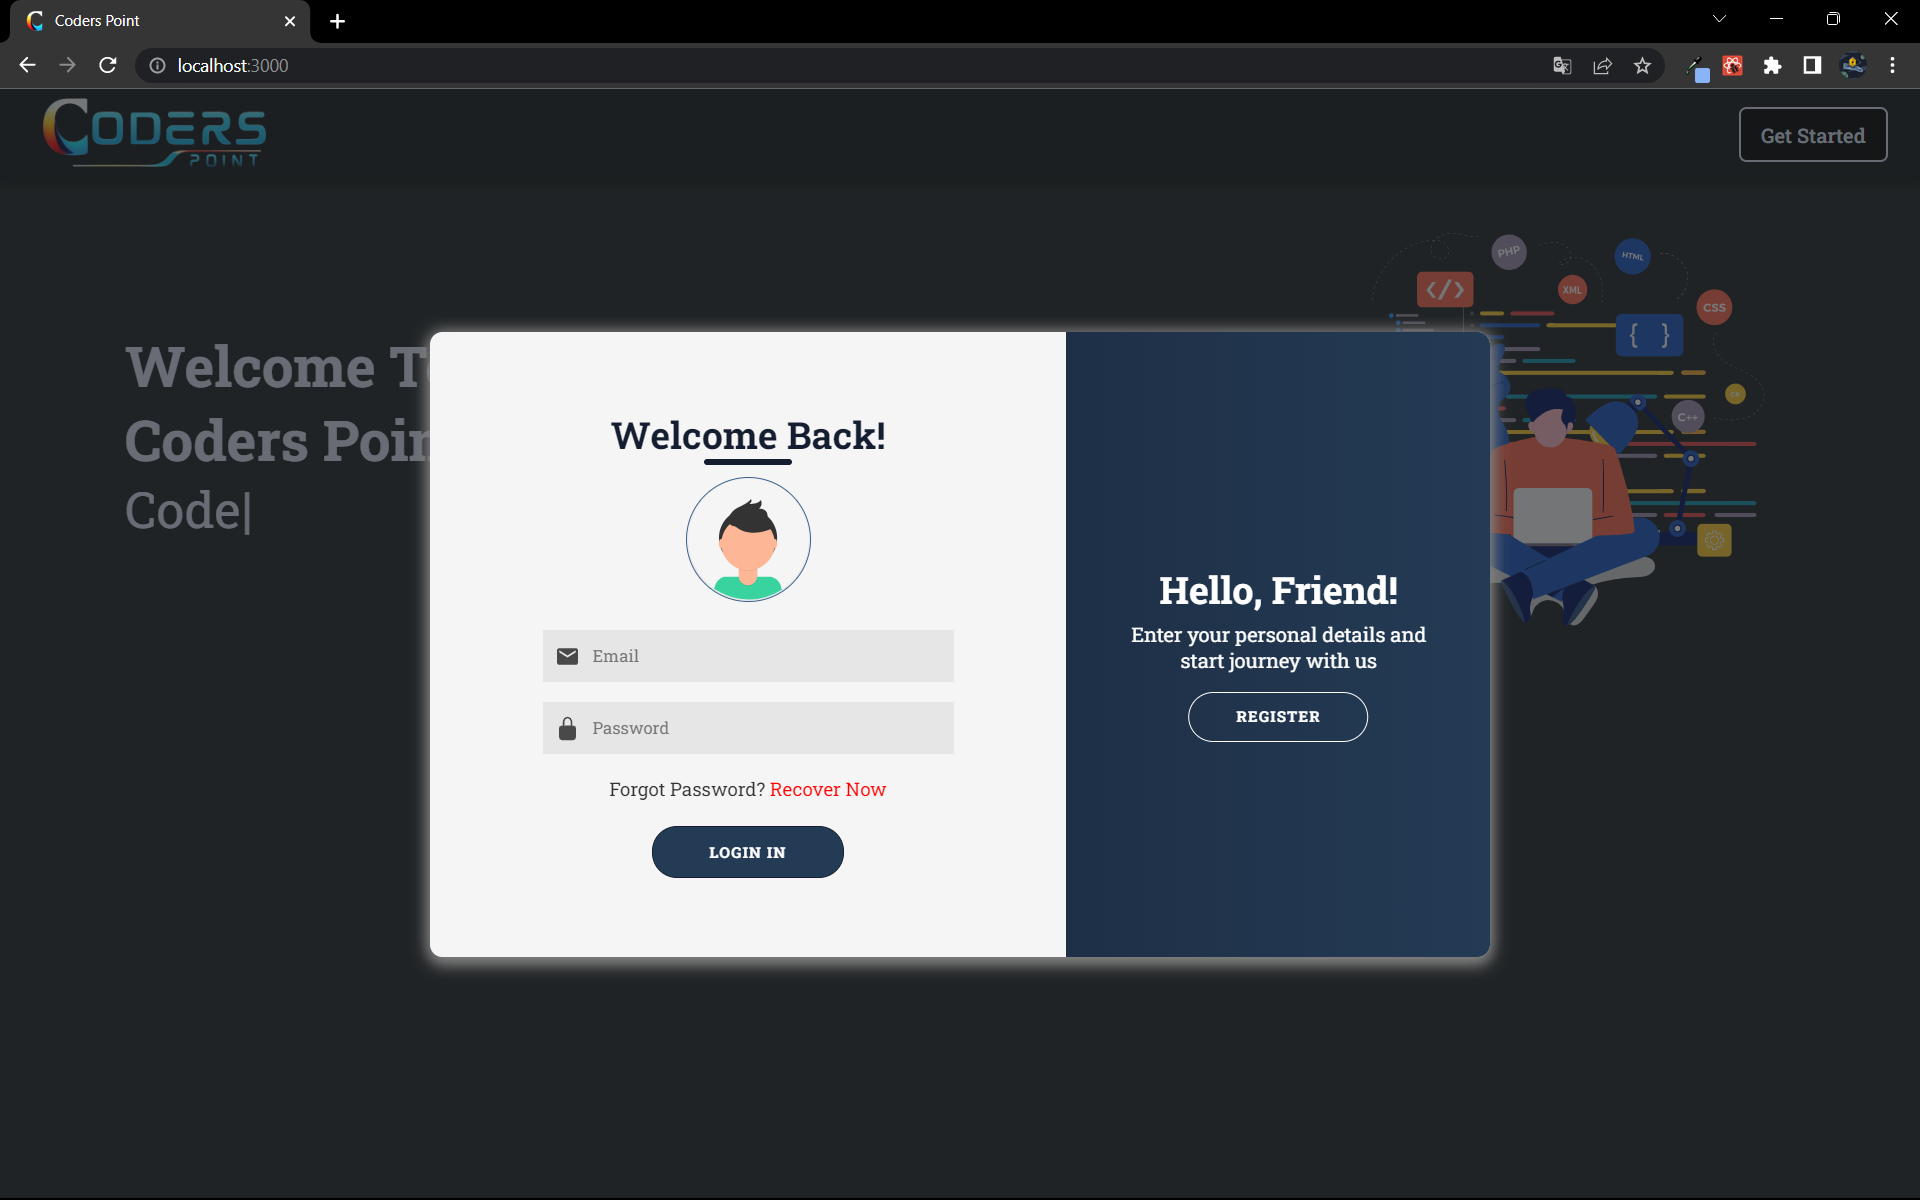 Coders Point
localhost:3000
CODERS
POINT
Get Started
PHP
HTML
</>
XML
CSS
{ }
C++
Welcome T
Coders Poin
Code|
Welcome Back!
Email
Password
Forgot Password? Recover Now
LOGIN IN
Hello, Friend!
Enter your personal details and
start journey with us
REGISTER